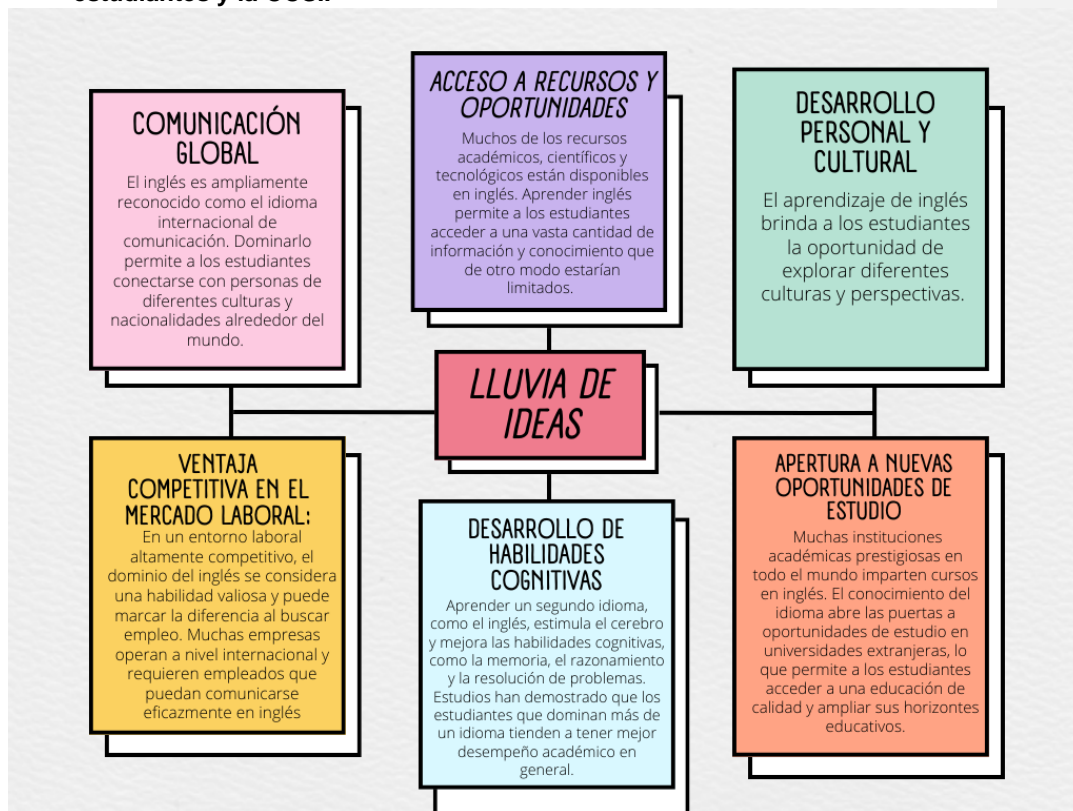 estudiantes y la
COMUNICACIÓN
GLOBAL
El inglés es ampliamente
reconocido como el idioma
internacional de
comunicación. Dominarlo
permite a los estudiantes
conectarse con personas de
diferentes culturas y
nacionalidades alrededor del
mundo.
ACCESO A RECURSOS Y
OPORTUNIDADES
Muchos de los recursos
académicos, científicos y
tecnológicos están disponibles
en inglés. Aprender inglés
permite a los estudiantes
acceder a una vasta cantidad de
información y conocimiento que
de otro modo estarían
limitados.
DESARROLLO
PERSONAL Y
CULTURAL
El aprendizaje de inglés
brinda a los estudiantes
la oportunidad de
explorar diferentes
culturas y perspectivas.
LLUVIA DE
IDEAS
VENTAJA
COMPETITIVA EN EL
MERCADO LABORAL:
En un entorno laboral
altamente competitivo, el
dominio del inglés se considera
una habilidad valiosa y puede
marcar la diferencia al buscar
empleo. Muchas empresas
operan a nivel internacional y
requieren empleados que
puedan comunicarse
eficazmente en inglés
DESARROLLO DE
HABILIDADES
COGNITIVAS
Aprender un segundo idioma,
como el inglés, estimula el cerebro
y mejora las habilidades cognitivas,
como la memoria, el razonamiento
y la resolución de problemas.
Estudios han demostrado que los
estudiantes que dominan más de
un idioma tienden a tener mejor
desempeño académico en
general.
APERTURA A NUEVAS
OPORTUNIDADES DE
ESTUDIO
Muchas instituciones
académicas prestigiosas en
todo el mundo imparten cursos
en inglés. El conocimiento del
idioma abre las puertas a
oportunidades de estudio en
universidades extranjeras, lo
que permite a los estudiantes
acceder a una educación de
calidad y ampliar sus horizontes
educativos.